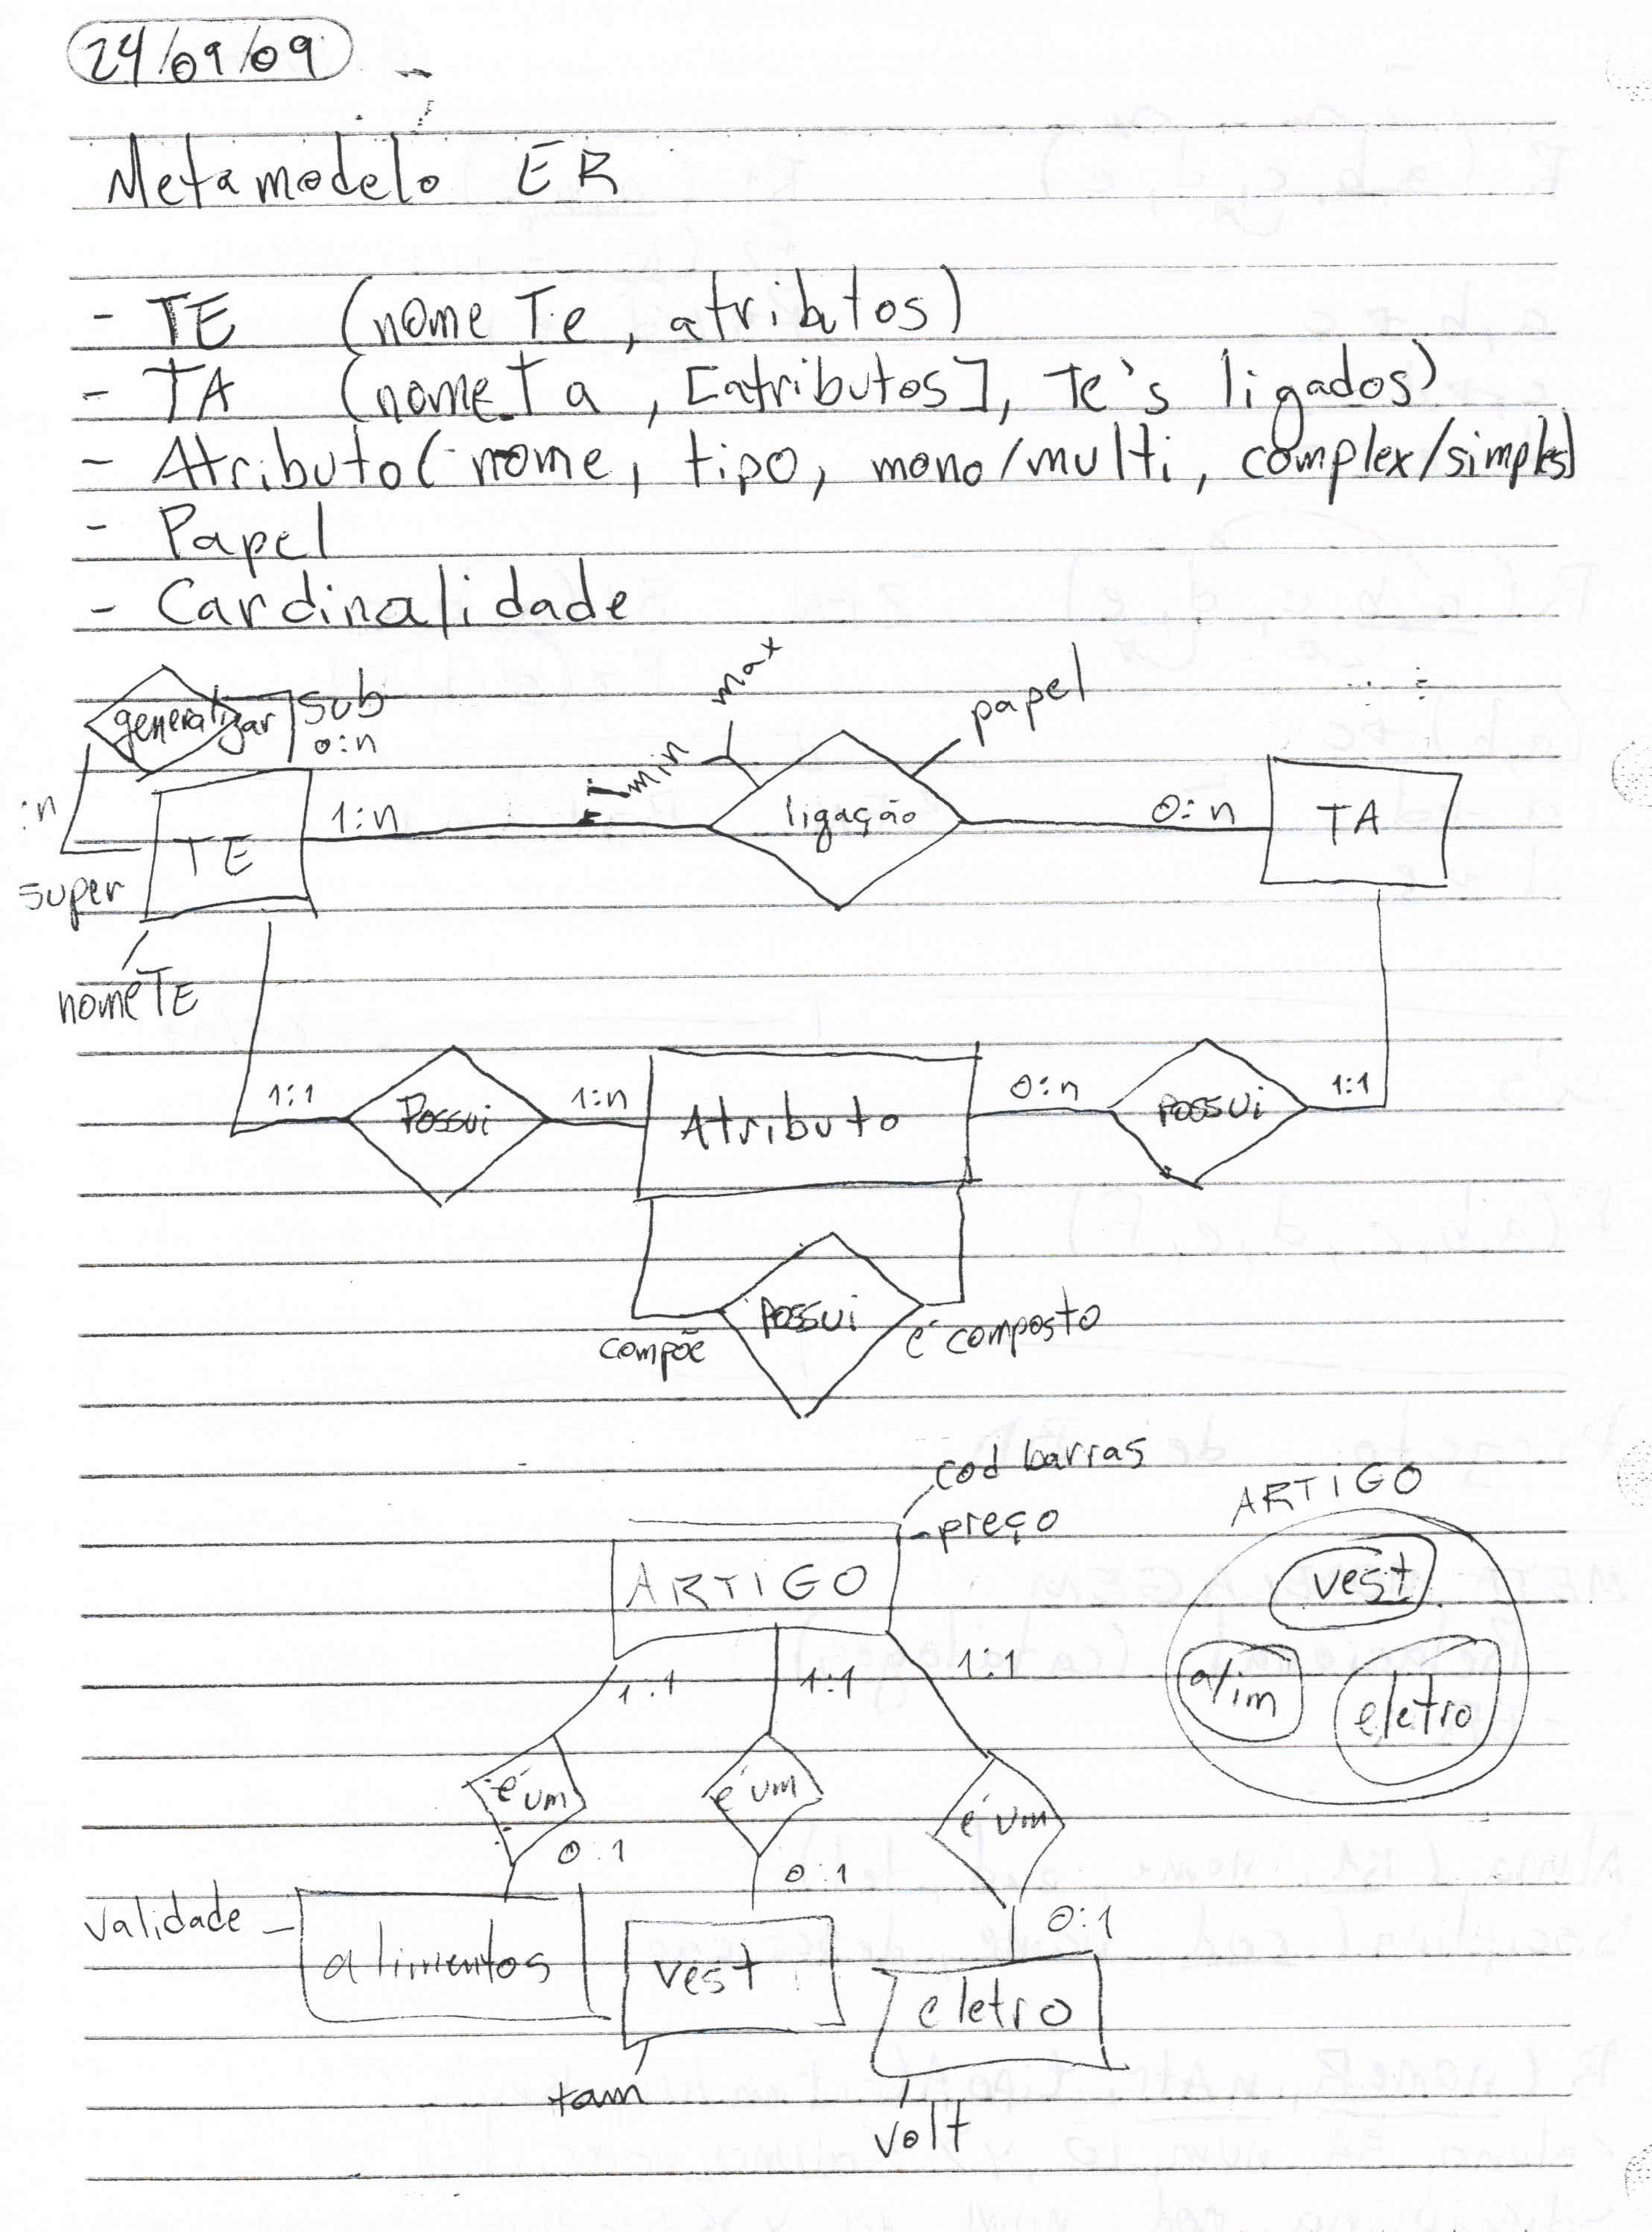 24/09/09
Metamodelo ER
- TE (nome Te, atributos)
- TA (nome Ta, [atributos], Te's ligados)
- Atributo (nome, tipo, mono/multi, complex/simples)
- Papel
- Cardinalidade
generalizar
sub
0:n
max
min
papel
:n
TE
1:n
ligação
0:n
TA
super
nomeTE
1:1
Possui
1:n
Atributo
0:n
possui
1:1
compõe
possui
é composto
cod barras
preço
ARTIGO
ARTIGO
vest
alim
eletro
1:1
1:1
1:1
é um
é um
é um
0:1
0:1
0:1
validade
alimentos
vest
eletro
tam
volt